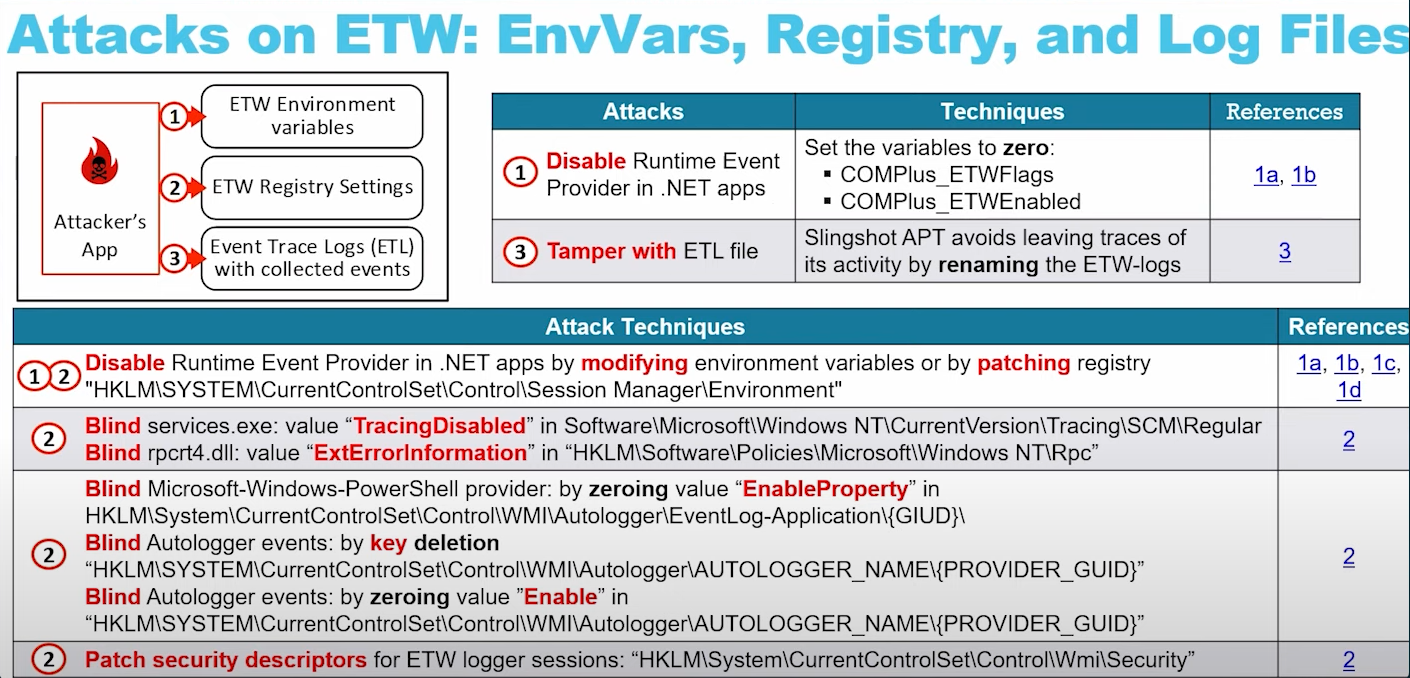 Attacks on ETW: EnvVars, Registry, and Log Files
Attacker's
App
1
ETW Environment
variables
2
ETW Registry Settings
3
Event Trace Logs (ETL)
with collected events
Attacks
Techniques
References
1
Disable Runtime Event
Provider in .NET apps
Set the variables to zero:
▪ COMPlus_ETWFlags
▪ COMPlus_ETWEnabled
1a, 1b
3
Tamper with ETL file
Slingshot APT avoids leaving traces of
its activity by renaming the ETW-logs
3
Attack Techniques
References
1 2
Disable Runtime Event Provider in .NET apps by modifying environment variables or by patching registry
"HKLM\SYSTEM\CurrentControlSet\Control\Session Manager\Environment"
1a, 1b, 1c,
1d
2
Blind services.exe: value “TracingDisabled” in Software\Microsoft\Windows NT\CurrentVersion\Tracing\SCM\Regular
Blind rpcrt4.dll: value “ExtErrorInformation” in “HKLM\Software\Policies\Microsoft\Windows NT\Rpc”
2
2
Blind Microsoft-Windows-PowerShell provider: by zeroing value “EnableProperty” in
HKLM\System\CurrentControlSet\Control\WMI\Autologger\EventLog-Application\{GIUD}\
Blind Autologger events: by key deletion
“HKLM\SYSTEM\CurrentControlSet\Control\WMI\Autologger\AUTOLOGGER_NAME\{PROVIDER_GUID}”
Blind Autologger events: by zeroing value ”Enable” in
“HKLM\SYSTEM\CurrentControlSet\Control\WMI\Autologger\AUTOLOGGER_NAME\{PROVIDER_GUID}”
2
2
Patch security descriptors for ETW logger sessions: “HKLM\System\CurrentControlSet\Control\Wmi\Security”
2